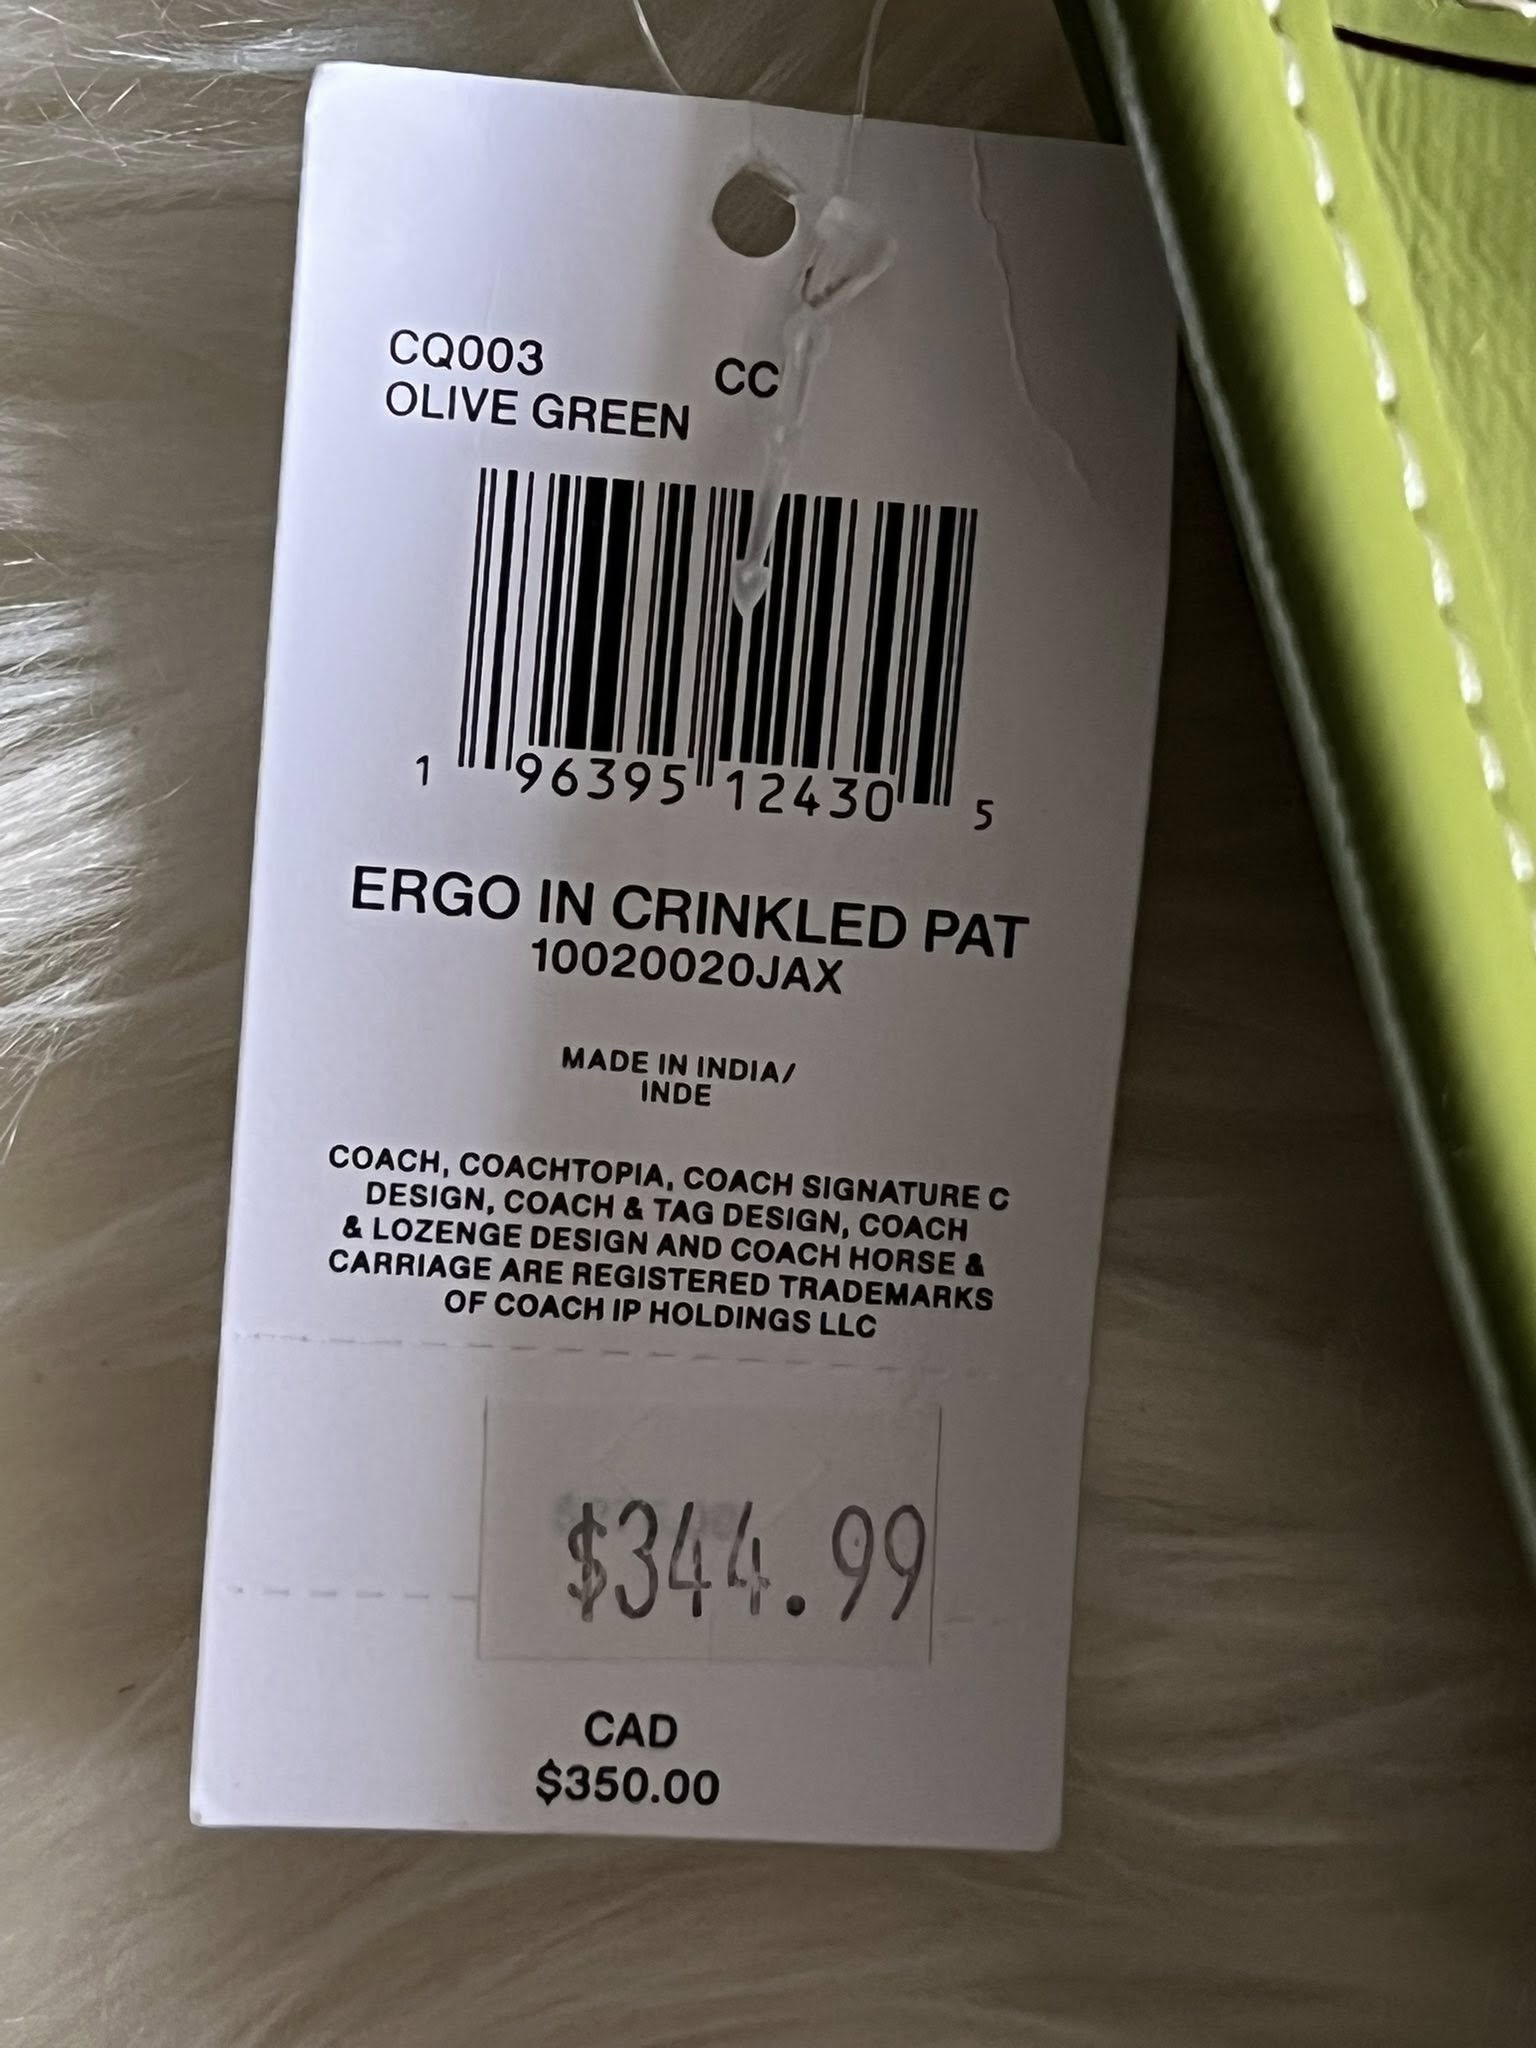 CQ003 CC
OLIVE GREEN
1 96395 12430 5
ERGO IN CRINKLED PAT
10020020JAX
MADE IN INDIA/
INDE
COACH, COACHTOPIA, COACH SIGNATURE C
DESIGN, COACH & TAG DESIGN, COACH
& LOZENGE DESIGN AND COACH HORSE &
CARRIAGE ARE REGISTERED TRADEMARKS
OF COACH IP HOLDINGS LLC
$344.99
CAD
$350.00